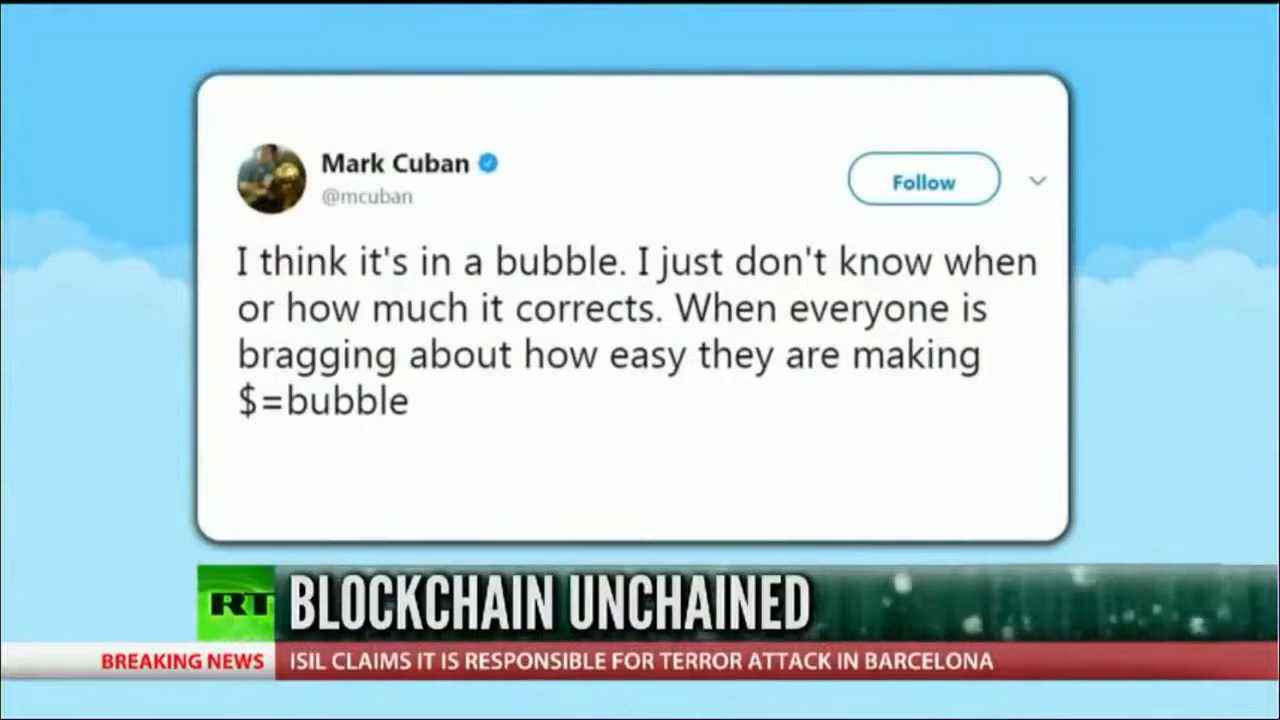 Mark Cuban
@mcuban
Follow
I think it's in a bubble. I just don't know when
or how much it corrects. When everyone is
bragging about how easy they are making
$=bubble
RT
BLOCKCHAIN UNCHAINED
BREAKING NEWS
ISIL CLAIMS IT IS RESPONSIBLE FOR TERROR ATTACK IN BARCELONA